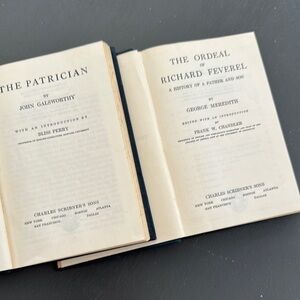 THE PATRICIAN
BY
JOHN GALSWORTHY
WITH AN INTRODUCTION BY
BLISS PERRY
CHARLES SCRIBNER'S SONS
NEW YORK CHICAGO BOSTON ATLANTA
SAN FRANCISCO DALLAS
THE ORDEAL
OF
RICHARD FEVEREL
A HISTORY OF A FATHER AND SON
BY
GEORGE MEREDITH
EDITED WITH AN INTRODUCTION
BY
FRANK W. CHANDLER
CHARLES SCRIBNER'S SONS
NEW YORK CHICAGO BOSTON ATLANTA
SAN FRANCISCO DALLAS